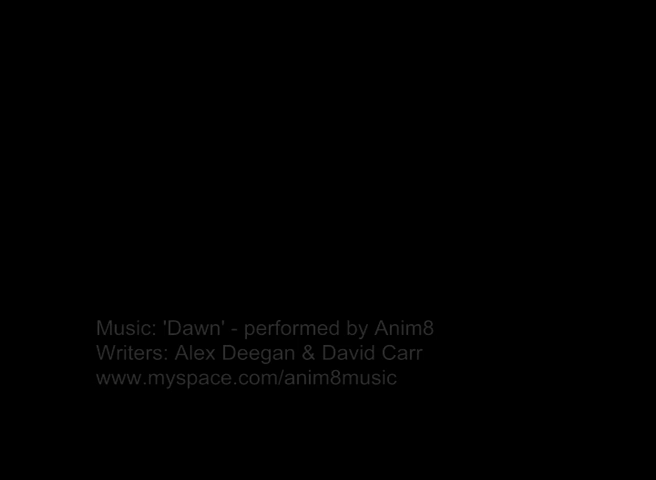 Music: 'Dawn' - performed by Anim8
Writers: Alex Deegan & David Carr
www.myspace.com/anim8music